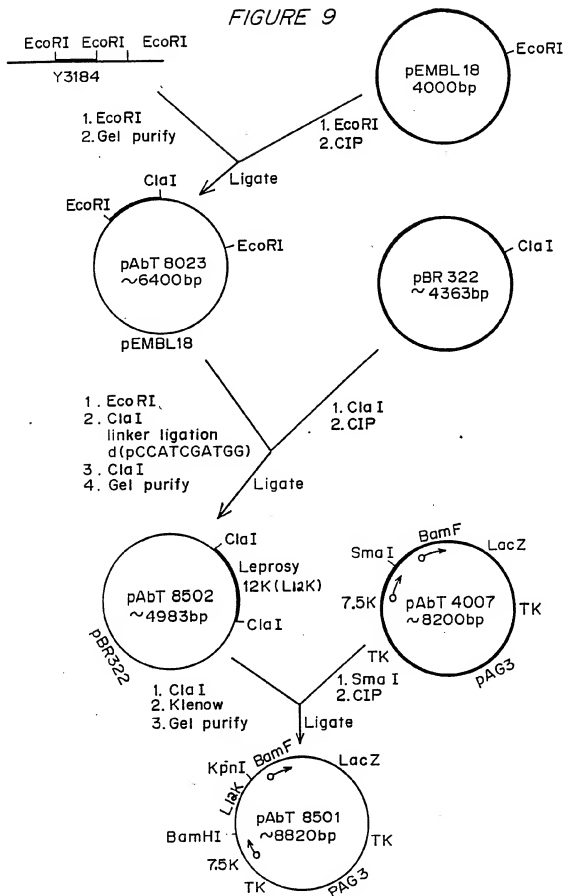 FIGURE 9
EcoRI EcoRI EcoRI
Y3184
pEMBL 18
4000bp
EcoRI
1. EcoRI
2. Gel purify
1. EcoRI
2. CIP
Ligate
ClaI
EcoRI
EcoRI
pAbT 8023
~6400bp
pEMBL18
ClaI
pBR 322
~ 4363bp
1. EcoRI
2. ClaI
linker ligation
d(pCCATCGATGG)
3. ClaI
4. Gel purify
1. Cla I
2. CIP
Ligate
ClaI
Leprosy
12K (L12K)
ClaI
pAbT 8502
~4983bp
pBR322
BamF
SmaI
LacZ
7.5K
pAbT 4007
~8200bp
TK
TK
pAG3
1. ClaI
2. Klenow
3. Gel purify
1. Sma I
2. CIP
Ligate
BamF
KpnI
LacZ
L12K
pAbT 8501
~8820bp
BamHI
TK
7.5K
TK
PAG3